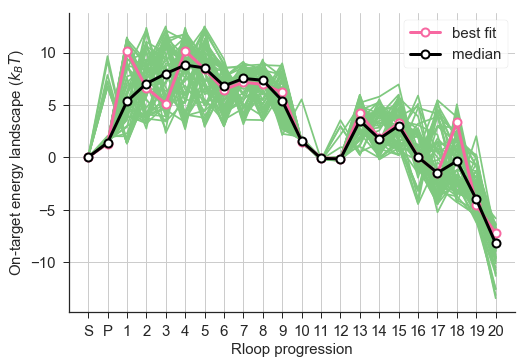 best fit
median
On-target energy landscape (kBT)
10
5
0
−5
−10
S P 1 2 3 4 5 6 7 8 9 10 11 12 13 14 15 16 17 18 19 20
Rloop progression